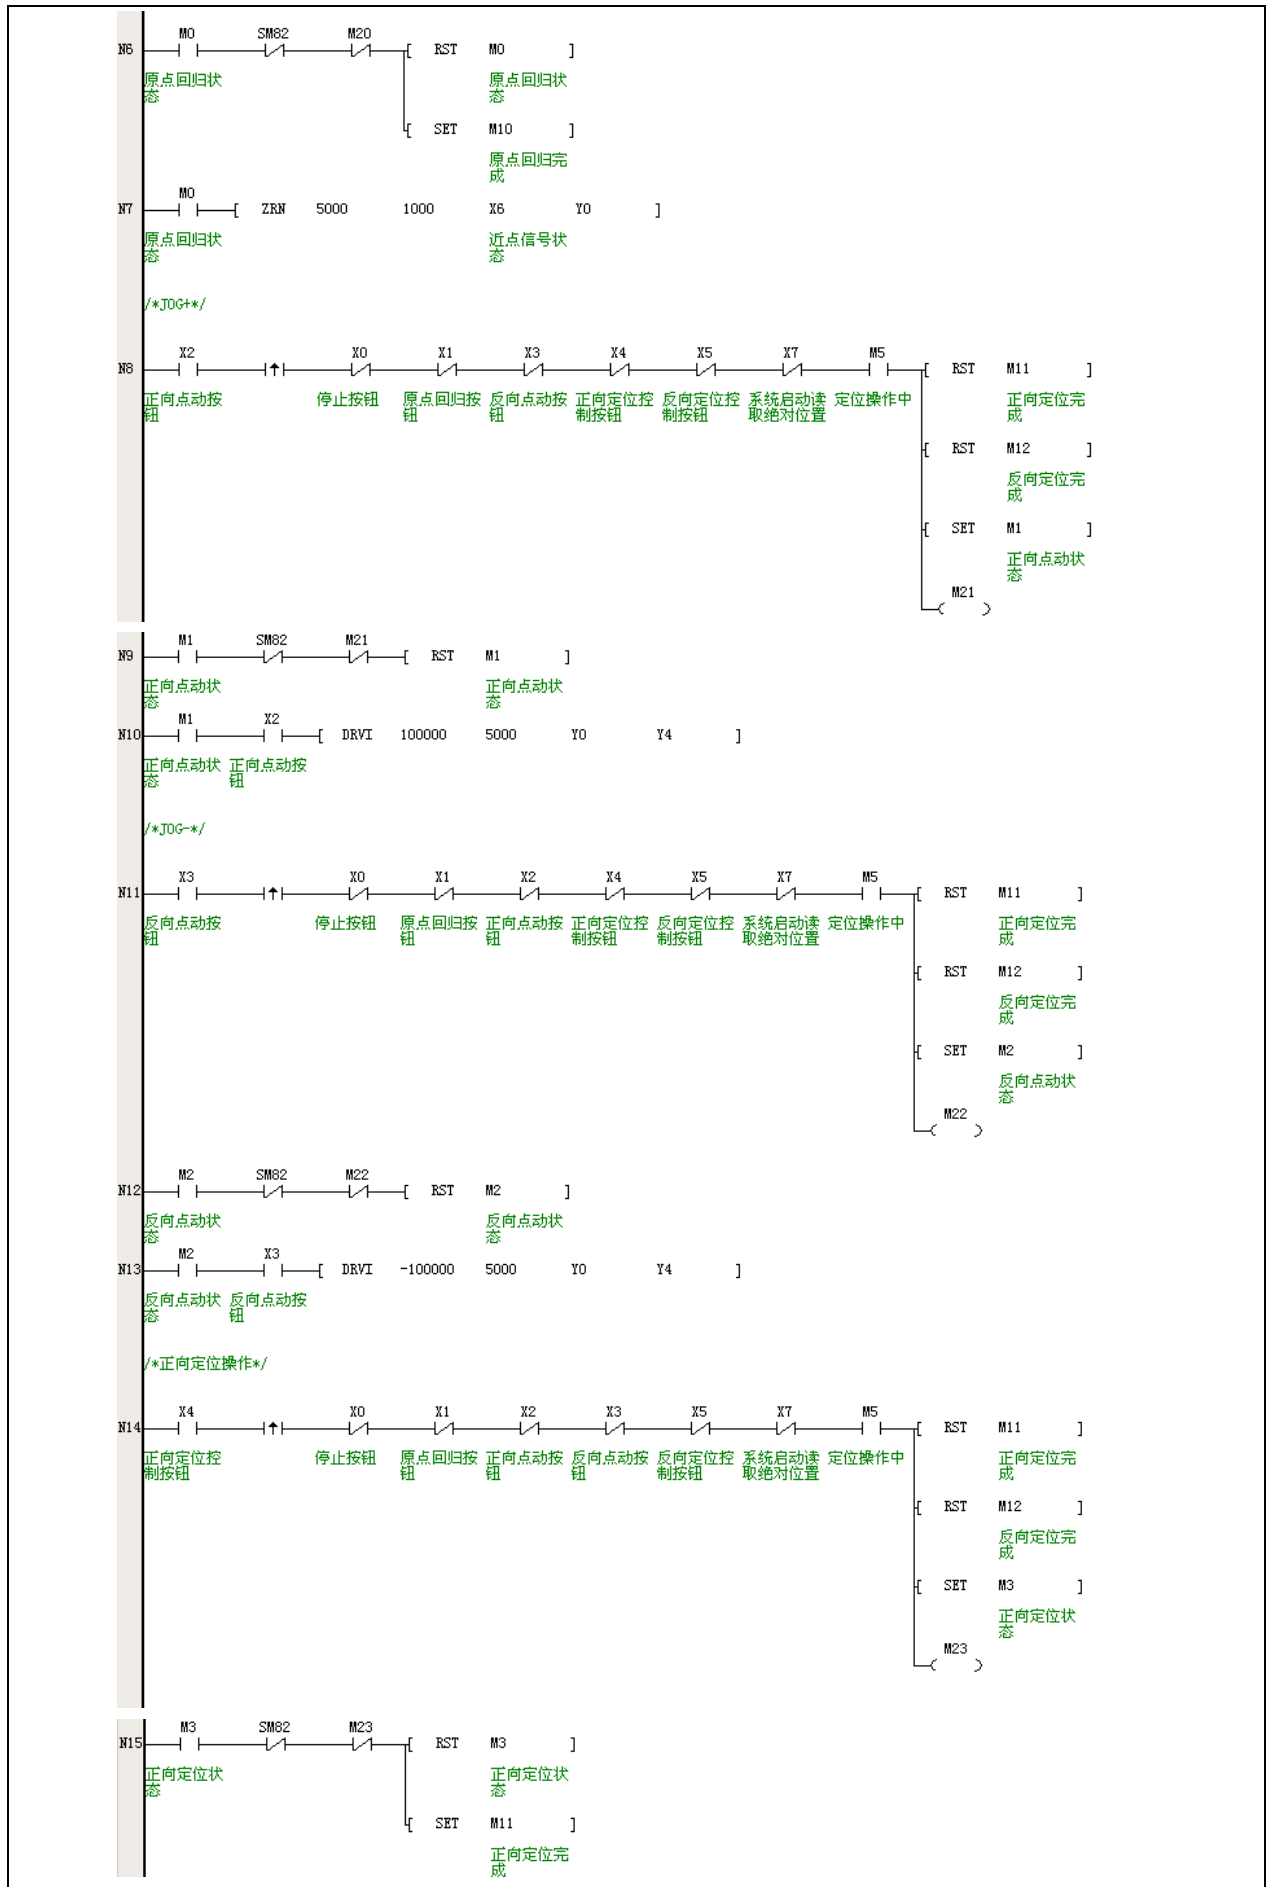 M0 SM82 M20
N6 [ RST M0 ]
原点回归状 原点回归状
态 态
[ SET M10 ]
原点回归完
成
M0
N7 [ ZRN 5000 1000 X6 Y0 ]
原点回归状 近点信号状
态 态
/*JOG+*/
X2 X0 X1 X3 X4 X5 X7 M5
N8 [ RST M11 ]
正向点动按 停止按钮 原点回归按 反向点动按 正向定位控 反向定位控 系统启动读 定位操作中 正向定位完
钮 钮 钮 制按钮 制按钮 取绝对位置 成
[ RST M12 ]
反向定位完
成
[ SET M1 ]
正向点动状
态
M21
( )
M1 SM82 M21
N9 [ RST M1 ]
正向点动状 正向点动状
态 态
M1 X2
N10 [ DRVI 100000 5000 Y0 Y4 ]
正向点动状 正向点动按
态 钮
/*JOG-*/
X3 X0 X1 X2 X4 X5 X7 M5
N11 [ RST M11 ]
反向点动按 停止按钮 原点回归按 正向点动按 正向定位控 反向定位控 系统启动读 定位操作中 正向定位完
钮 钮 钮 制按钮 制按钮 取绝对位置 成
[ RST M12 ]
反向定位完
成
[ SET M2 ]
反向点动状
态
M22
( )
M2 SM82 M22
N12 [ RST M2 ]
反向点动状 反向点动状
态 态
M2 X3
N13 [ DRVI -100000 5000 Y0 Y4 ]
反向点动状 反向点动按
态 钮
/*正向定位操作*/
X4 X0 X1 X2 X3 X5 X7 M5
N14 [ RST M11 ]
正向定位控 停止按钮 原点回归按 正向点动按 反向点动按 反向定位控 系统启动读 定位操作中 正向定位完
制按钮 钮 钮 钮 制按钮 取绝对位置 成
[ RST M12 ]
反向定位完
成
[ SET M3 ]
正向定位状
态
M23
( )
M3 SM82 M23
N15 [ RST M3 ]
正向定位状 正向定位状
态 态
[ SET M11 ]
正向定位完
成